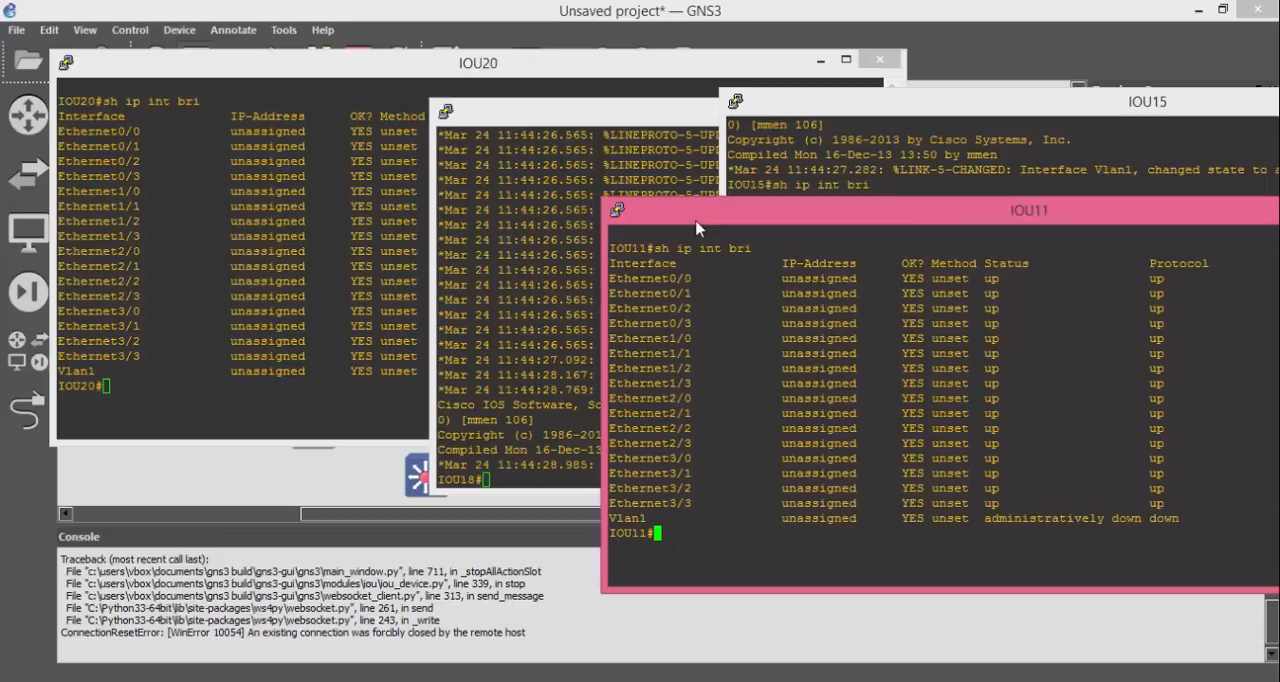 Unsaved project* — GNS3
File Edit View Control Device Annotate Tools Help
IOU20
IOU20#sh ip int bri
Interface IP-Address OK? Method
Ethernet0/0 unassigned YES unset
Ethernet0/1 unassigned YES unset
Ethernet0/2 unassigned YES unset
Ethernet0/3 unassigned YES unset
Ethernet1/0 unassigned YES unset
Ethernet1/1 unassigned YES unset
Ethernet1/2 unassigned YES unset
Ethernet1/3 unassigned YES unset
Ethernet2/0 unassigned YES unset
Ethernet2/1 unassigned YES unset
Ethernet2/2 unassigned YES unset
Ethernet2/3 unassigned YES unset
Ethernet3/0 unassigned YES unset
Ethernet3/1 unassigned YES unset
Ethernet3/2 unassigned YES unset
Ethernet3/3 unassigned YES unset
Vlan1 unassigned YES unset
IOU20#
*Mar 24 11:44:26.565: %LINEPROTO-5-UP
*Mar 24 11:44:26.565: %LINEPROTO-5-UP
*Mar 24 11:44:26.565: %LINEPROTO-5-UP
*Mar 24 11:44:26.565: %LINEPROTO-5-UP
*Mar 24 11:44:26.565: %LINEPROTO-5-UP
*Mar 24 11:44:26.565:
*Mar 24 11:44:26.565:
*Mar 24 11:44:26.565:
*Mar 24 11:44:26.565:
*Mar 24 11:44:26.565:
*Mar 24 11:44:26.565:
*Mar 24 11:44:26.565:
*Mar 24 11:44:26.565:
*Mar 24 11:44:26.565:
*Mar 24 11:44:26.565:
*Mar 24 11:44:27.092:
*Mar 24 11:44:28.167:
*Mar 24 11:44:28.769:
Cisco IOS Software, So
0) [mmen 106]
Copyright (c) 1986-201
Compiled Mon 16-Dec-13
*Mar 24 11:44:28.985:
IOU18#
IOU15
0) [mmen 106]
Copyright (c) 1986-2013 by Cisco Systems, Inc.
Compiled Mon 16-Dec-13 13:50 by mmen
*Mar 24 11:44:27.282: %LINK-5-CHANGED: Interface Vlan1, changed state to a
IOU15#sh ip int bri
IOU11
IOU11#sh ip int bri
Interface IP-Address OK? Method Status Protocol
Ethernet0/0 unassigned YES unset up up
Ethernet0/1 unassigned YES unset up up
Ethernet0/2 unassigned YES unset up up
Ethernet0/3 unassigned YES unset up up
Ethernet1/0 unassigned YES unset up up
Ethernet1/1 unassigned YES unset up up
Ethernet1/2 unassigned YES unset up up
Ethernet1/3 unassigned YES unset up up
Ethernet2/0 unassigned YES unset up up
Ethernet2/1 unassigned YES unset up up
Ethernet2/2 unassigned YES unset up up
Ethernet2/3 unassigned YES unset up up
Ethernet3/0 unassigned YES unset up up
Ethernet3/1 unassigned YES unset up up
Ethernet3/2 unassigned YES unset up up
Ethernet3/3 unassigned YES unset up up
Vlan1 unassigned YES unset administratively down down
IOU11#
Console
Traceback (most recent call last):
File "c:\users\vbox\documents\gns3 build\gns3-gui\gns3\main_window.py", line 711, in _stopAllActionSlot
File "c:\users\vbox\documents\gns3 build\gns3-gui\gns3\modules\iou\iou_device.py", line 339, in stop
File "c:\users\vbox\documents\gns3 build\gns3-gui\gns3\websocket_client.py", line 313, in send_message
File "C:\Python33-64bit\lib\site-packages\ws4py\websocket.py", line 261, in send
File "C:\Python33-64bit\lib\site-packages\ws4py\websocket.py", line 243, in _write
ConnectionResetError: [WinError 10054] An existing connection was forcibly closed by the remote host